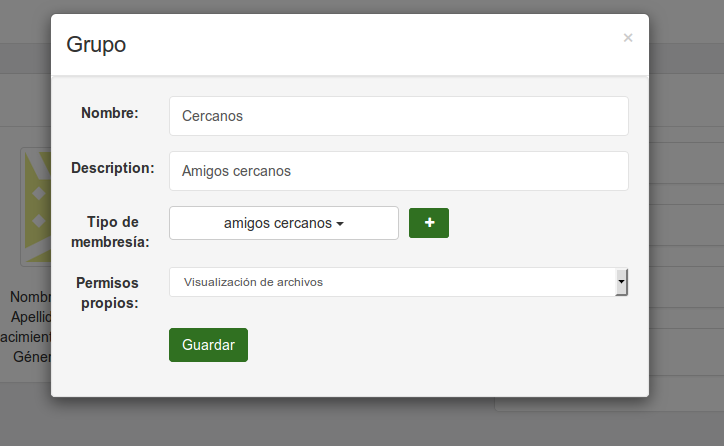 Grupo
×
Nombre:
Cercanos
Description:
Amigos cercanos
Tipo de
membresía:
amigos cercanos
+
Permisos
propios:
Visualización de archivos
Guardar
Nombr
Apellid
acimient
Géner